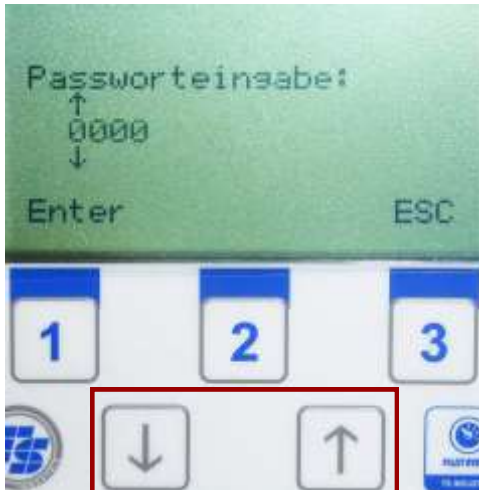 Passworteingabe:
↑
0000
↓
Enter ESC
1 2 3
↓ ↑